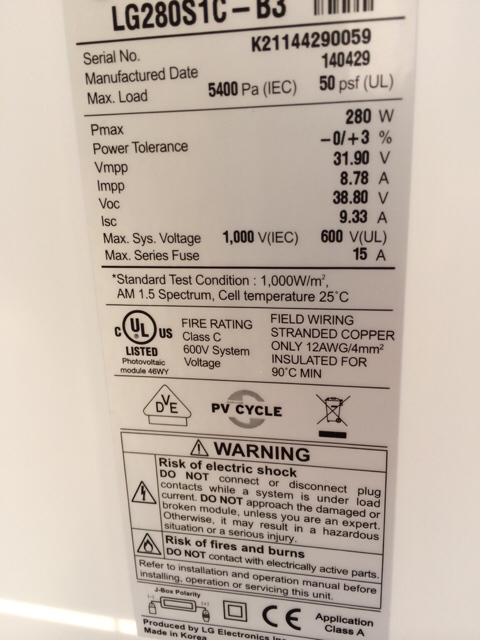 LG280S1C-B3
Serial No. K21144290059
Manufactured Date 140429
Max. Load 5400 Pa (IEC) 50 psf (UL)
Pmax 280 W
Power Tolerance -0/+3 %
Vmpp 31.90 V
Impp 8.78 A
Voc 38.80 V
Isc 9.33 A
Max. Sys. Voltage 1,000 V(IEC) 600 V(UL)
Max. Series Fuse 15 A
*Standard Test Condition : 1,000W/m²,
AM 1.5 Spectrum, Cell temperature 25°C
C UL US
LISTED
Photovoltaic
module 46WY
FIRE RATING
Class C
600V System
Voltage
FIELD WIRING
STRANDED COPPER
ONLY 12AWG/4mm²
INSULATED FOR
90°C MIN
DVE
PV CYCLE
WARNING
Risk of electric shock
DO NOT connect or disconnect plug
contacts while a system is under load
current. DO NOT approach the damaged or
broken module, unless you are an expert.
Otherwise, it may result in a hazardous
situation or a serious injury.
Risk of fires and burns
DO NOT contact with electrically active parts.
Refer to installation and operation manual before
installing, operation or servicing this unit.
J-Box Polarity
(-) (+)
CE
Application
Class A
Produced by LG Electronics Inc.
Made in Korea